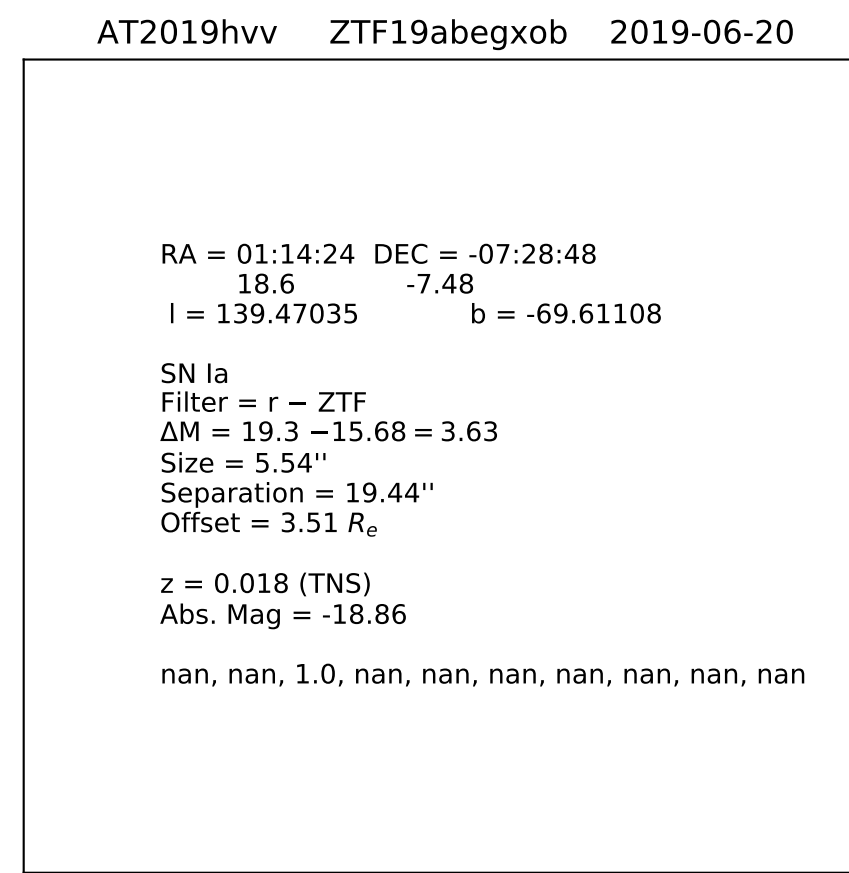 AT2019hvv ZTF19abegxob 2019-06-20
RA = 01:14:24 DEC = -07:28:48
18.6 -7.48
l = 139.47035 b = -69.61108
SN Ia
Filter = r − ZTF
ΔM = 19.3 −15.68 = 3.63
Size = 5.54''
Separation = 19.44''
Offset = 3.51 Re
z = 0.018 (TNS)
Abs. Mag = -18.86
nan, nan, 1.0, nan, nan, nan, nan, nan, nan, nan